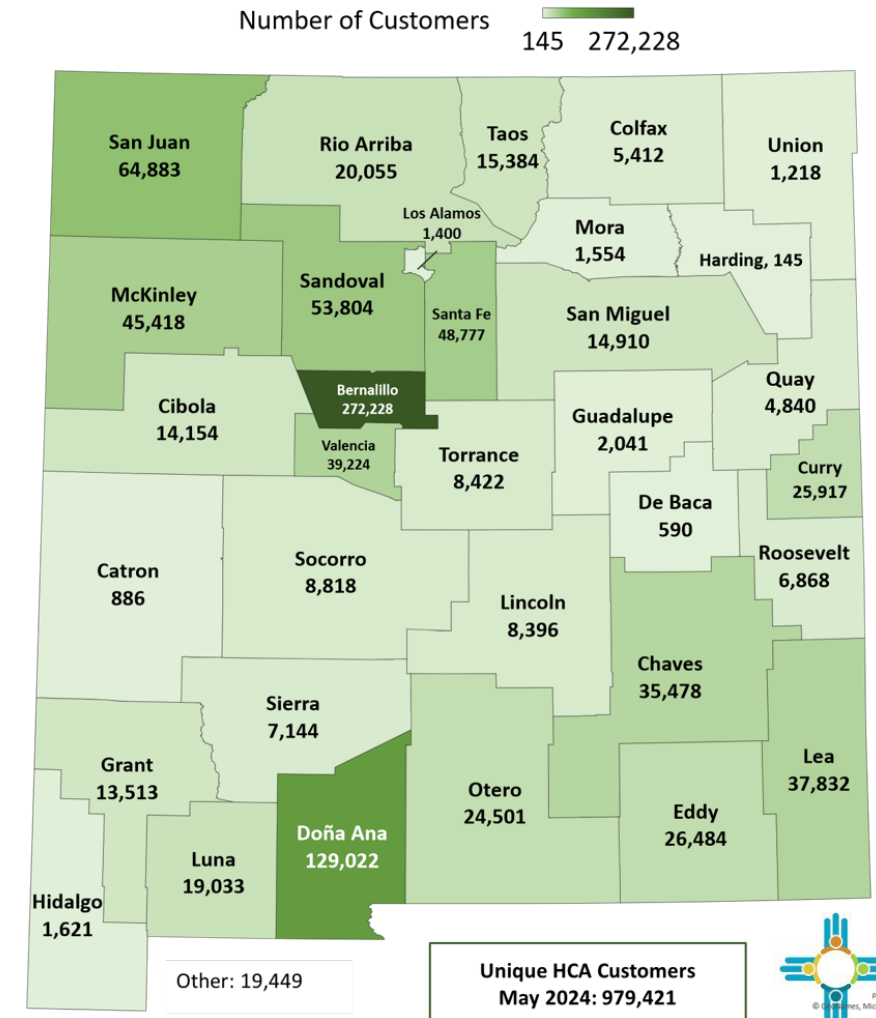 Number of Customers
145 272,228
San Juan
64,883
Rio Arriba
20,055
Taos
15,384
Colfax
5,412
Union
1,218
Los Alamos
1,400
Mora
1,554
Harding, 145
McKinley
45,418
Sandoval
53,804
Santa Fe
48,777
San Miguel
14,910
Quay
4,840
Cibola
14,154
Bernalillo
272,228
Valencia
39,224
Torrance
8,422
Guadalupe
2,041
Curry
25,917
De Baca
590
Roosevelt
6,868
Catron
886
Socorro
8,818
Lincoln
8,396
Chaves
35,478
Sierra
7,144
Grant
13,513
Otero
24,501
Lea
37,832
Eddy
26,484
Doña Ana
129,022
Luna
19,033
Hidalgo
1,621
Other: 19,449
Unique HCA Customers
May 2024: 979,421
P
© GeoNames, Mic